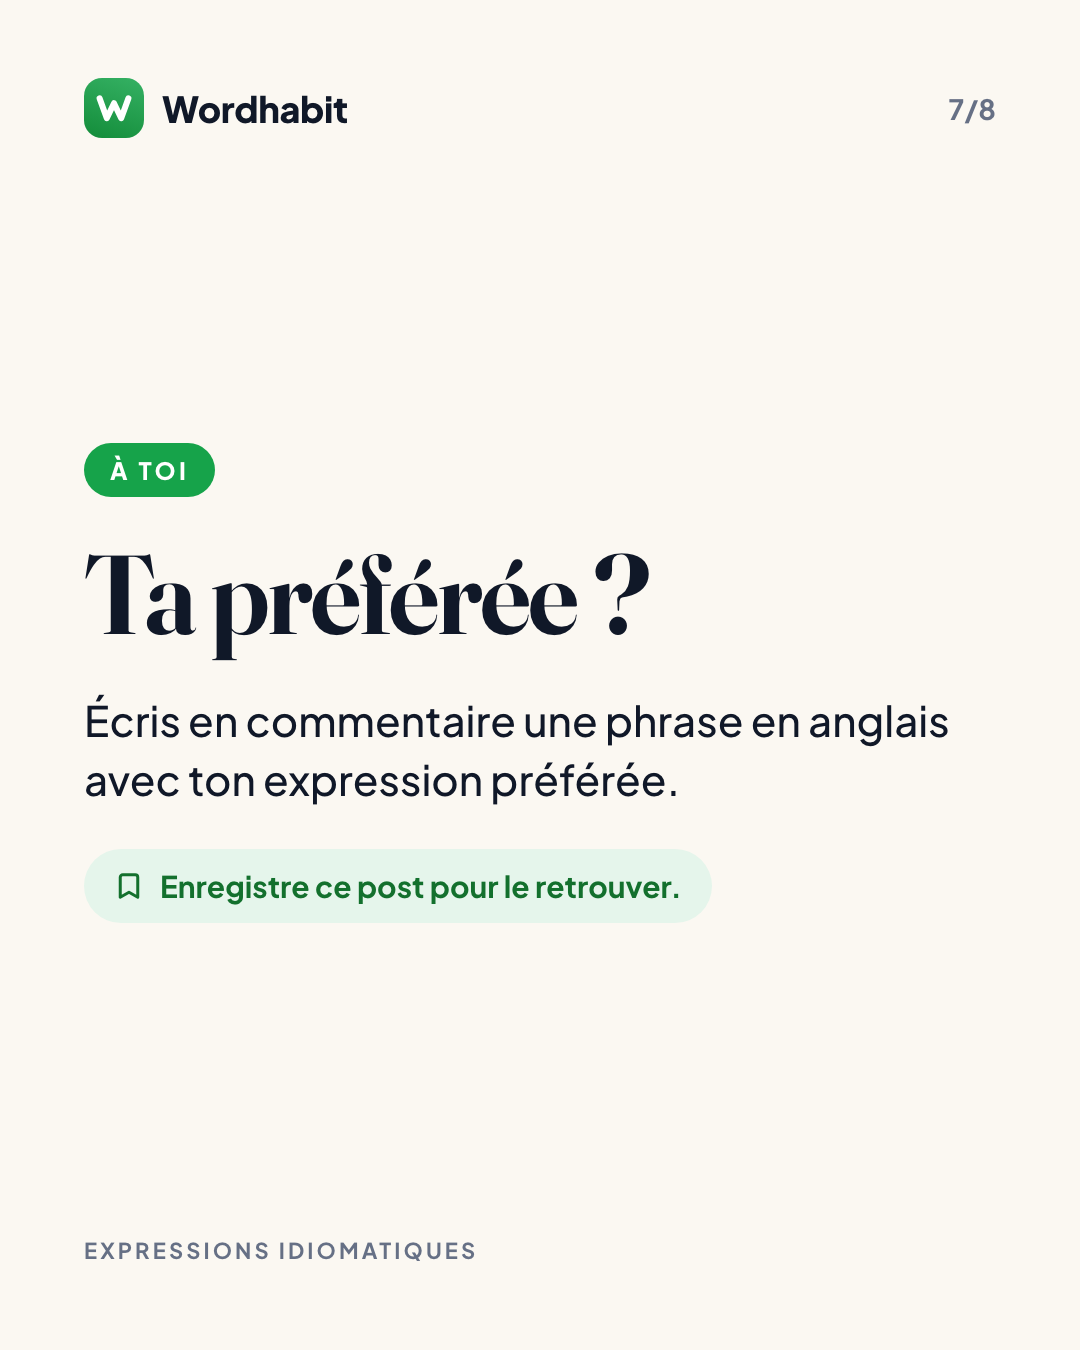 W Wordhabit
7/8
À TOI
Ta préférée ?
Écris en commentaire une phrase en anglais
avec ton expression préférée.
Enregistre ce post pour le retrouver.
EXPRESSIONS IDIOMATIQUES